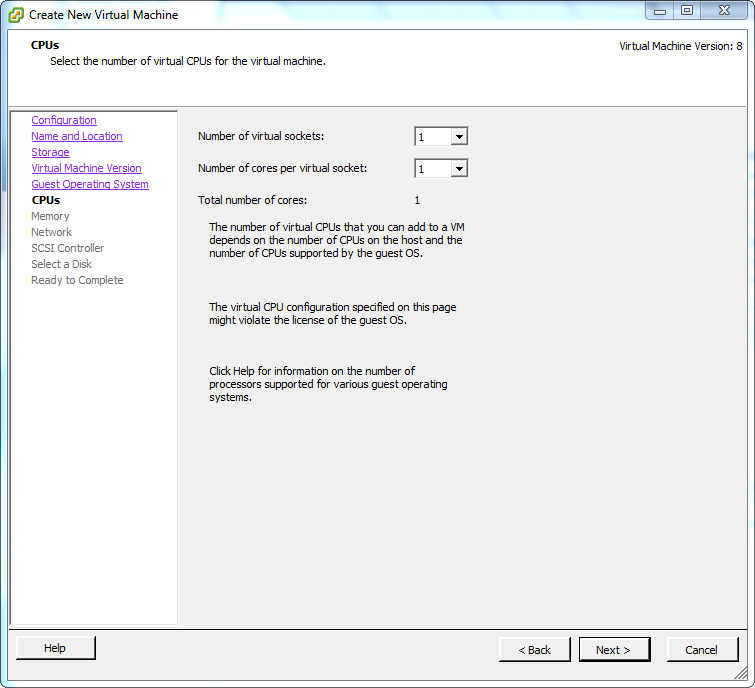 Create New Virtual Machine
CPUs
Select the number of virtual CPUs for the virtual machine.
Virtual Machine Version: 8
Configuration
Name and Location
Storage
Virtual Machine Version
Guest Operating System
CPUs
Memory
Network
SCSI Controller
Select a Disk
Ready to Complete
Number of virtual sockets: 1
Number of cores per virtual socket: 1
Total number of cores: 1
The number of virtual CPUs that you can add to a VM
depends on the number of CPUs on the host and the
number of CPUs supported by the guest OS.
The virtual CPU configuration specified on this page
might violate the license of the guest OS.
Click Help for information on the number of
processors supported for various guest operating
systems.
Help
< Back
Next >
Cancel